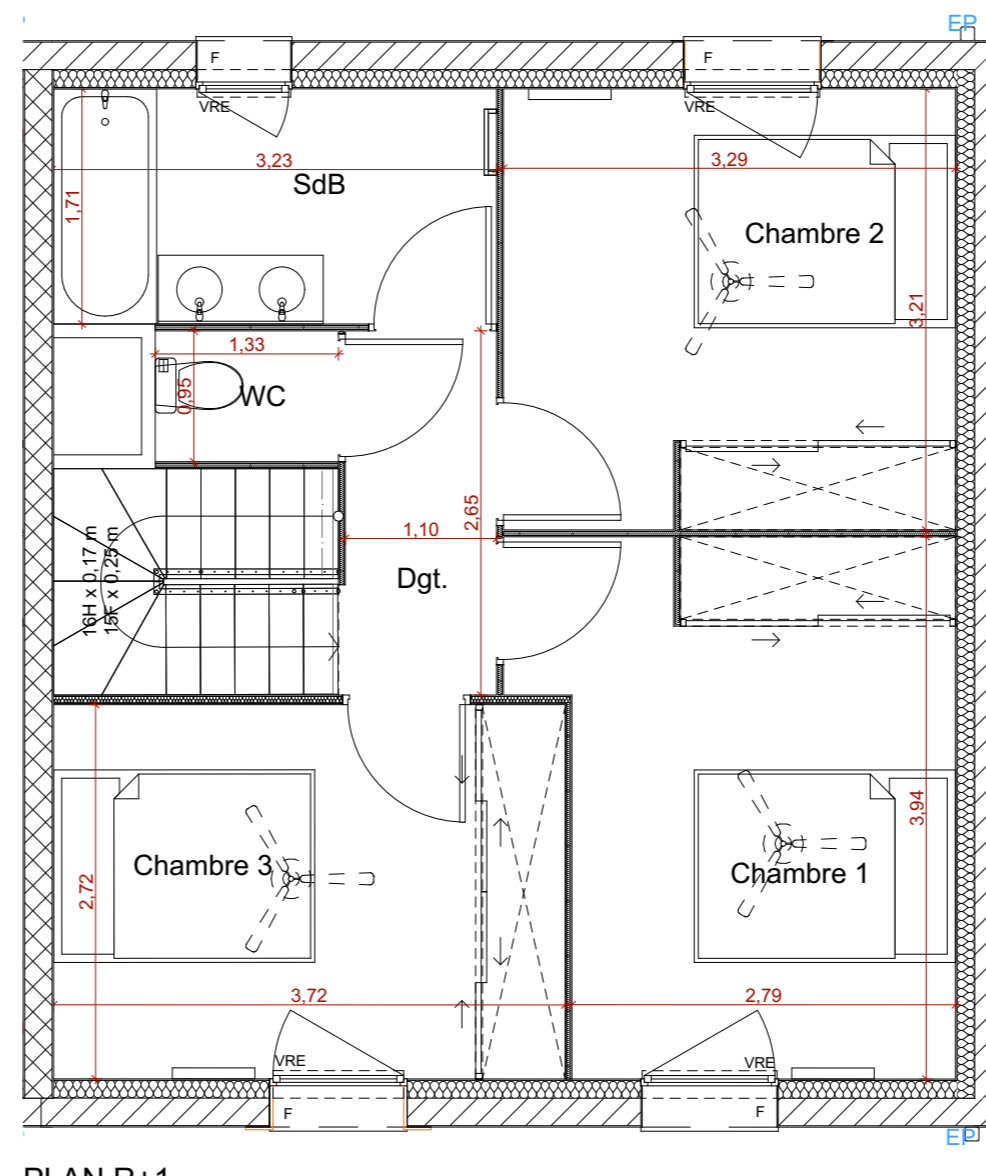 EP
F
F
VRE
VRE
3,23
3,29
SdB
1,71
Chambre 2
3,21
1,33
0,95
WC
2,65
1,10
Dgt.
16H x 0,17 m
15F x 0,25 m
Chambre 3
Chambre 1
3,94
2,72
3,72
2,79
VRE
VRE
F
F
EP
PLAN R+1